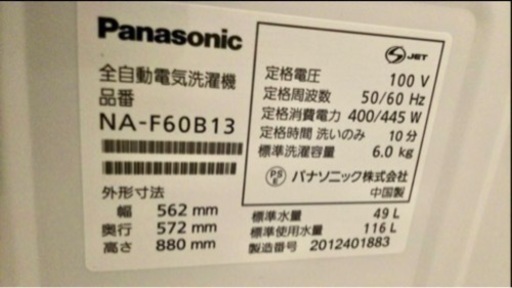 Panasonic
全自動電気洗濯機
品番
NA-F60B13
外形寸法
幅 562 mm
奥行 572 mm
高さ 880 mm
S JET
定格電圧 100 V
定格周波数 50/60 Hz
定格消費電力 400/445 W
定格時間 洗いのみ 10分
標準洗濯容量 6.0 kg
PS E パナソニック株式会社
中国製
標準水量 49 L
標準使用水量 116 L
製造番号 2012401883